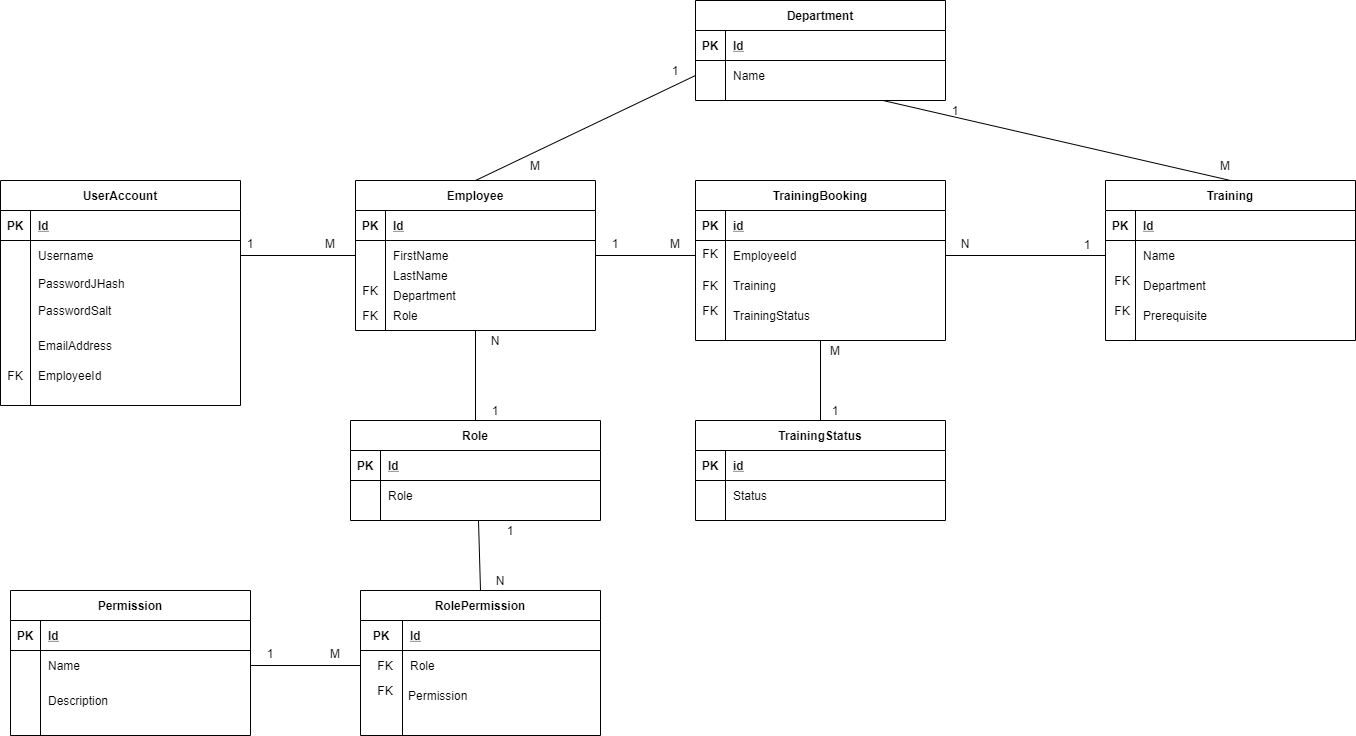 Department
PK Id
Name
1
1
M
M
UserAccount
PK Id
Username
PasswordJHash
PasswordSalt
EmailAddress
FK EmployeeId
1 M
Employee
PK Id
FirstName
LastName
FK Department
FK Role
1 M
TrainingBooking
PK id
FK EmployeeId
FK Training
FK TrainingStatus
N 1
Training
PK Id
Name
FK Department
FK Prerequisite
N
1
M
1
Role
PK Id
Role
TrainingStatus
PK id
Status
1
N
Permission
PK Id
Name
Description
1 M
RolePermission
PK Id
FK Role
FK Permission